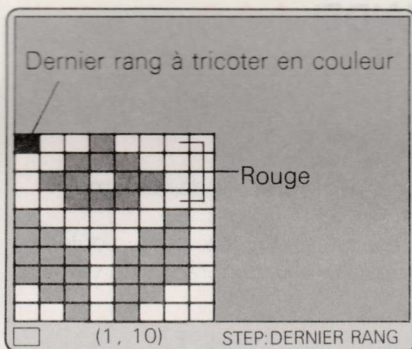 Dernier rang à tricoter en couleur
Rouge
(1, 10) STEP:DERNIER RANG